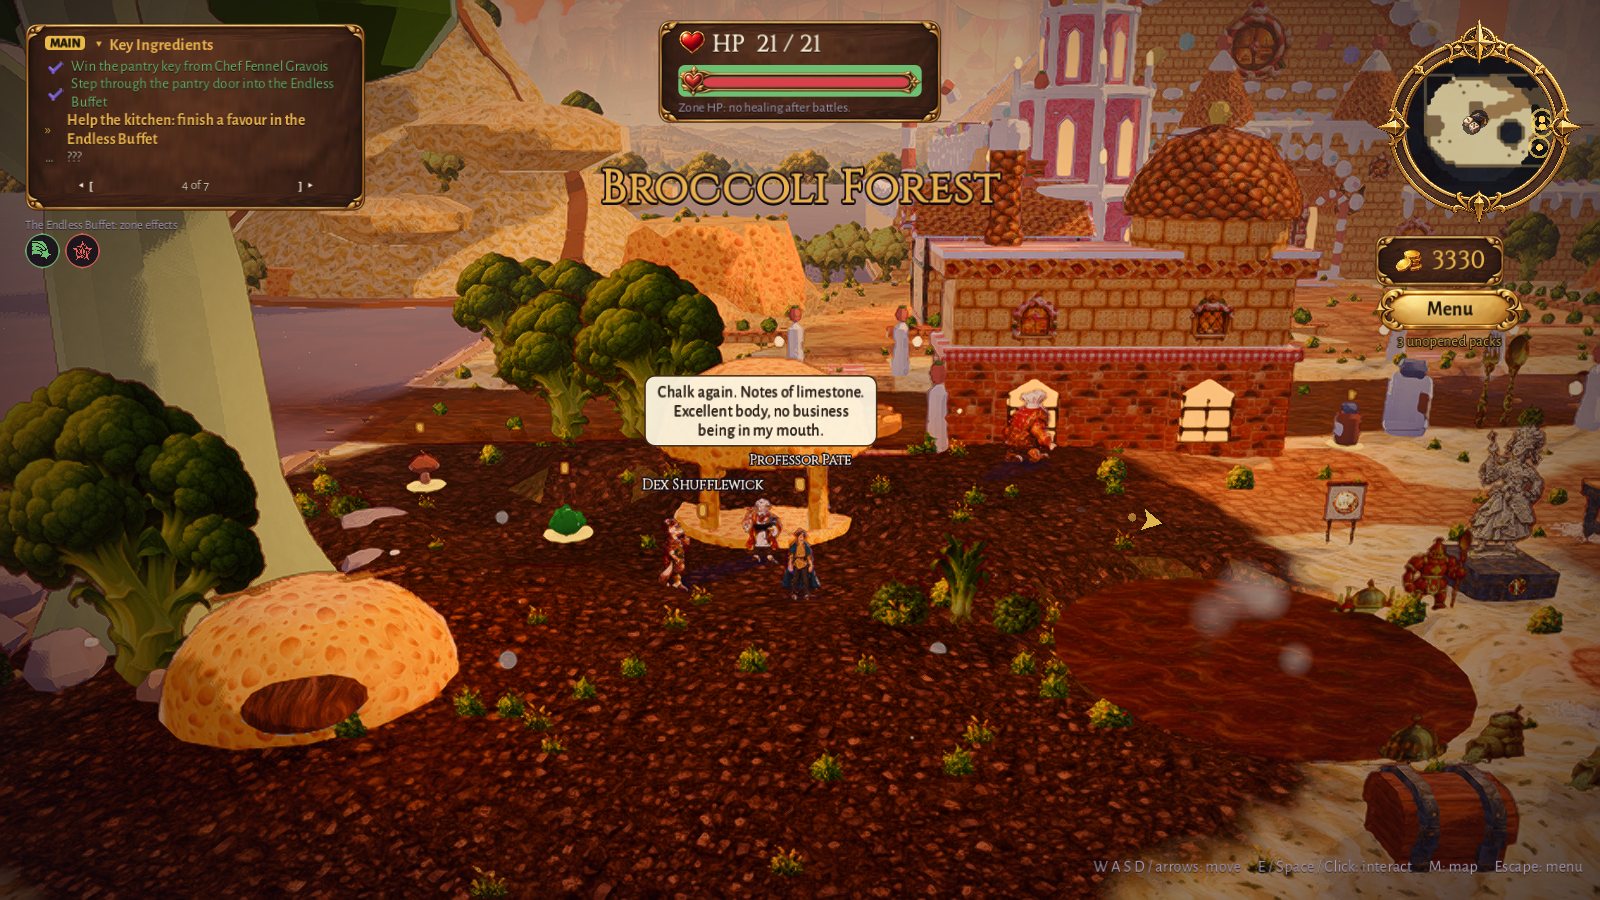 MAIN ▾ Key Ingredients
Win the pantry key from Chef Fennel Gravois
Step through the pantry door into the Endless
Buffet
» Help the kitchen: finish a favour in the
Endless Buffet
... ???
◂ [ 4 of 7 ] ▸
The Endless Buffet: zone effects
HP 21 / 21
Zone HP: no healing after battles.
BROCCOLI FOREST
3330
Menu
3 unopened packs
Chalk again. Notes of limestone.
Excellent body, no business
being in my mouth.
PROFESSOR PATE
DEX SHUFFLEWICK
W A S D / arrows: move E / Space / Click: interact M: map Escape: menu